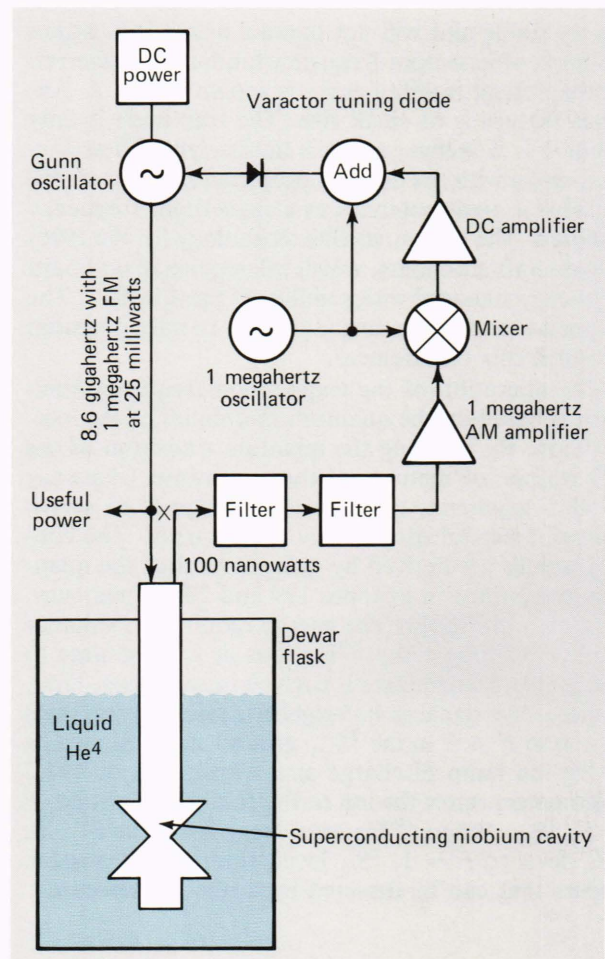 DC
power
Varactor tuning diode
Gunn
oscillator
~
Add
DC amplifier
8.6 gigahertz with
1 megahertz FM
at 25 milliwatts
~
Mixer
1 megahertz
oscillator
1 megahertz
AM amplifier
Useful
power
X
Filter
Filter
100 nanowatts
Dewar
flask
Liquid
He4
Superconducting niobium cavity